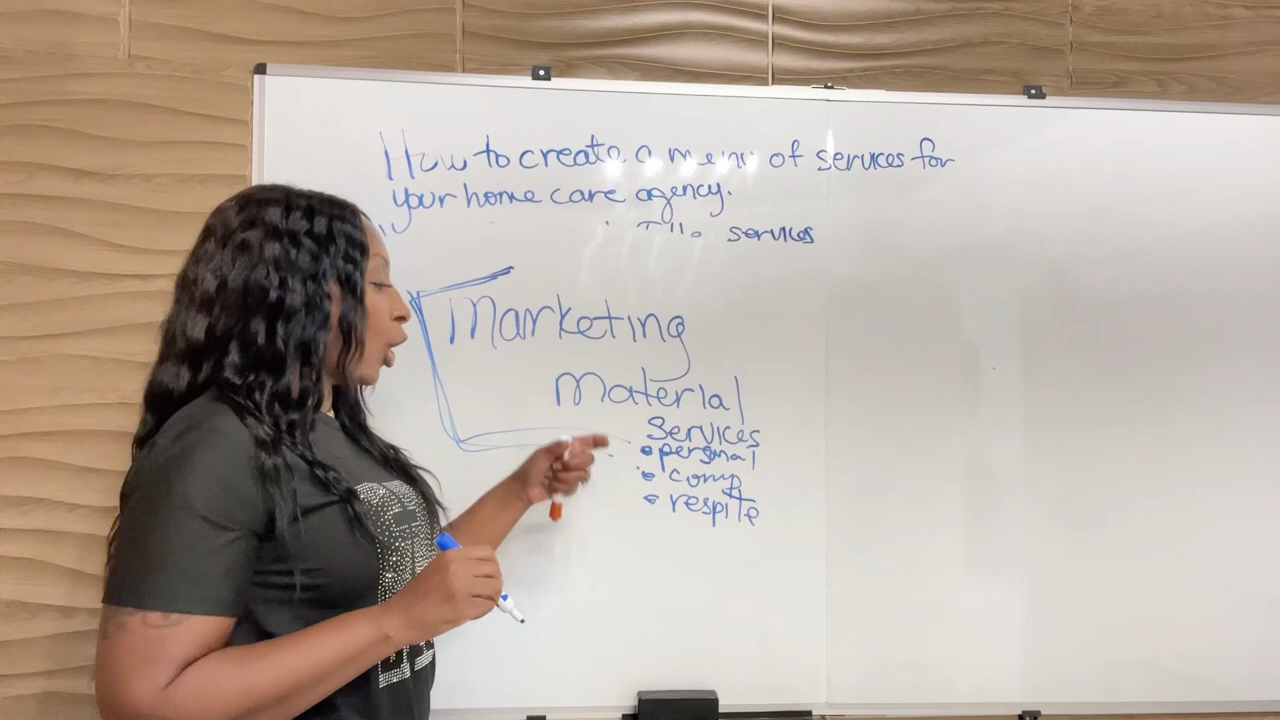 How to create a menu of services for
your home care agency.
services
Marketing
Material
Services
• personal
• comp
• respite